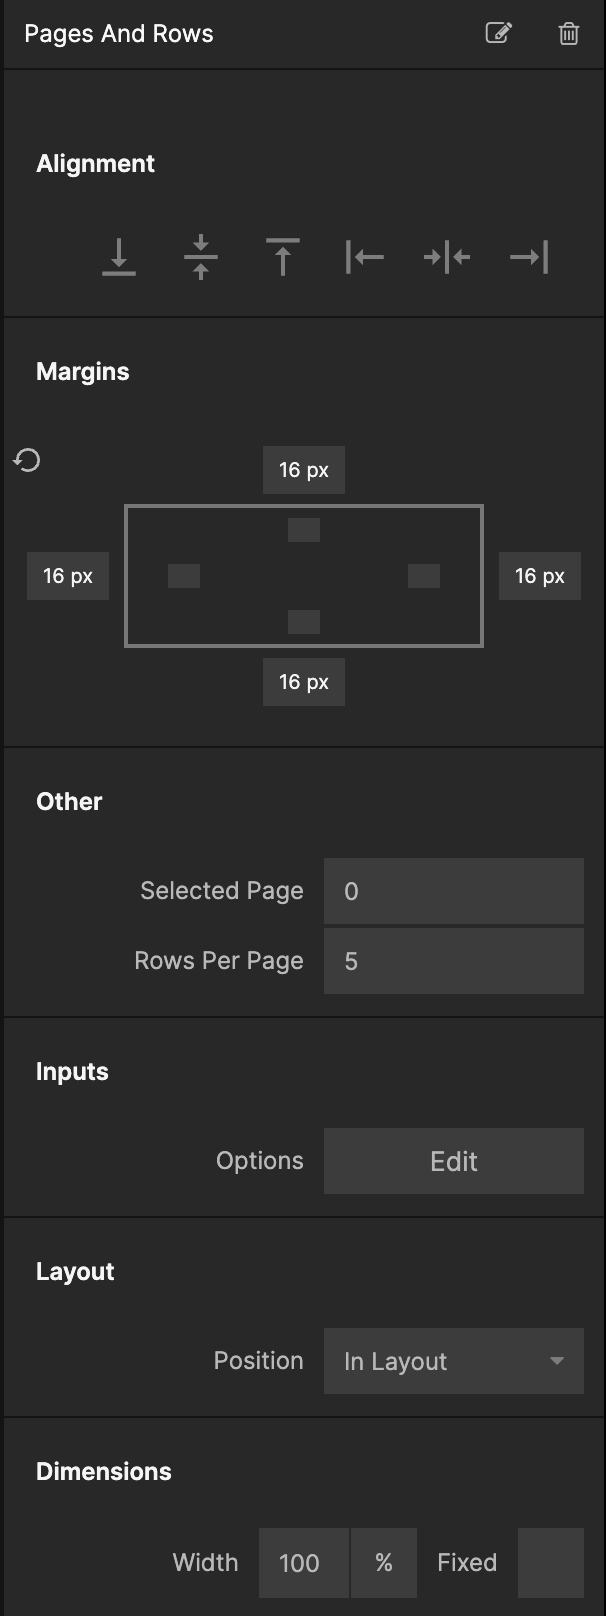 Pages And Rows
Alignment
Margins
16 px
16 px
16 px
16 px
Other
Selected Page 0
Rows Per Page 5
Inputs
Options Edit
Layout
Position In Layout
Dimensions
Width 100 % Fixed